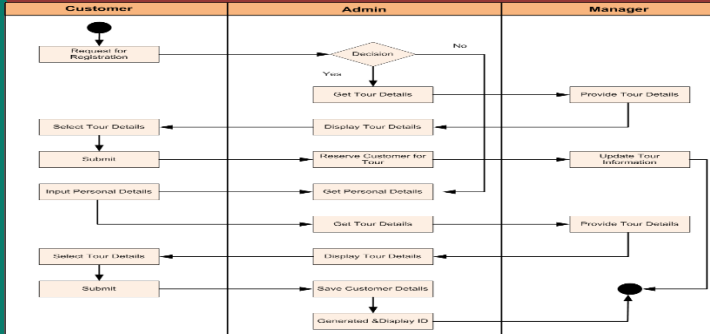 Customer Admin Manager
Request for
Registration
Decision
No
Yes
Get Tour Details
Provide Tour Details
Select Tour Details
Display Tour Details
Submit
Reserve Customer for
Tour
Update Tour
Information
Input Personal Details
Get Personal Details
Get Tour Details
Provide Tour Details
Select Tour Details
Display Tour Details
Submit
Save Customer Details
Generated &Display ID